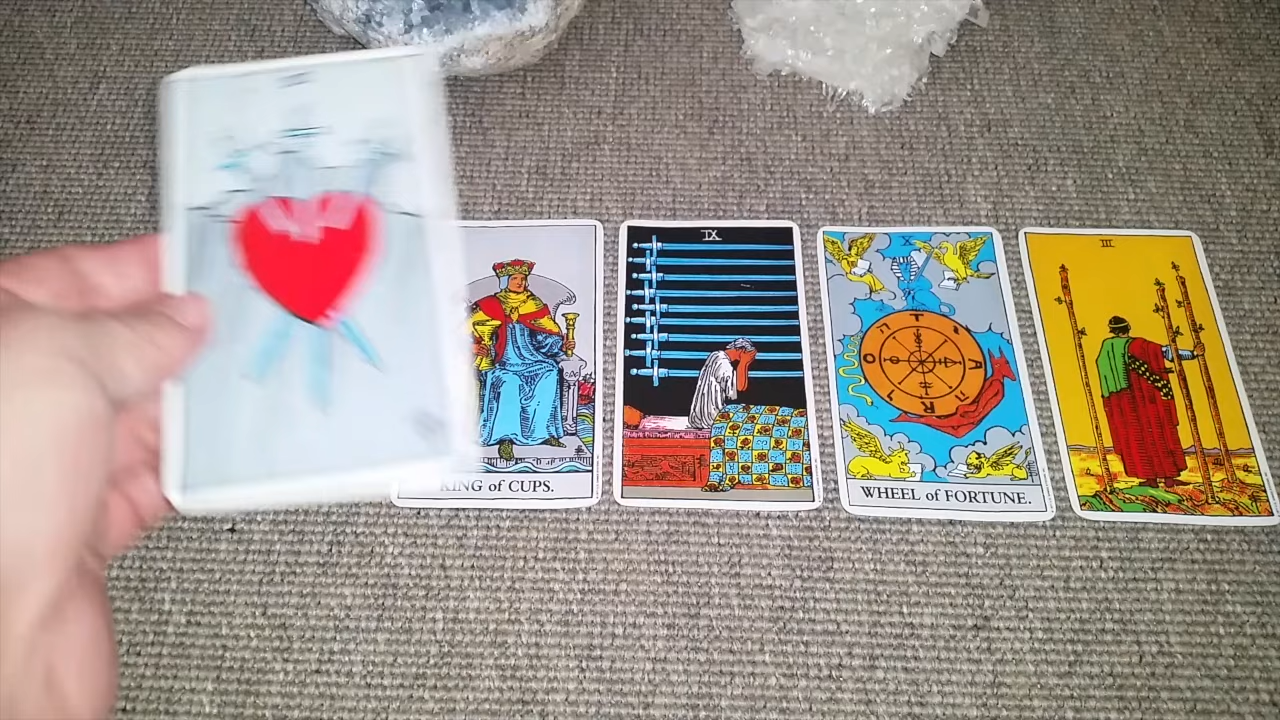 KING of CUPS.
IX
X
T
A
R
O
WHEEL of FORTUNE.
III